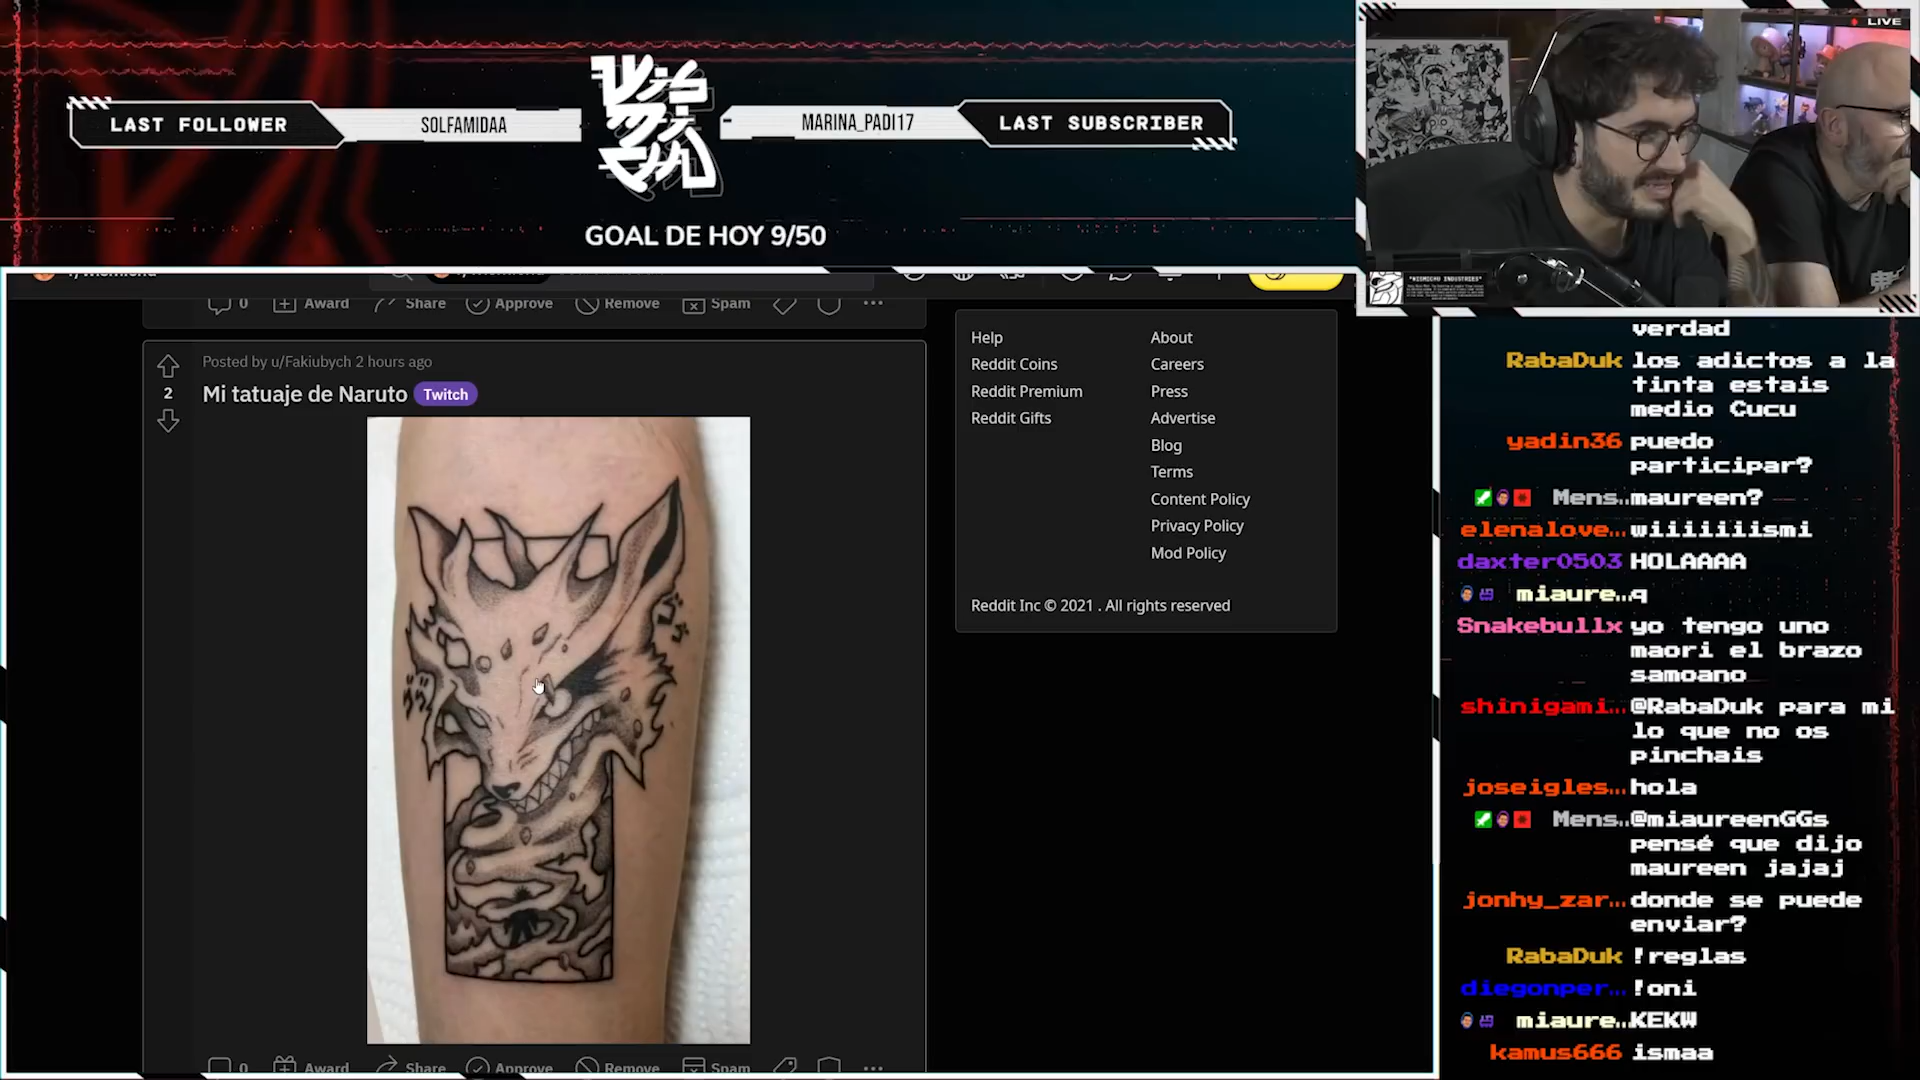 LIVE
LAST FOLLOWER
SOLFAMIDAA
MARINA_PADI17
LAST SUBSCRIBER
GOAL DE HOY 9/50
"WISMICHU INDUSTRIES"
0 Award Share Approve Remove Spam
Posted by u/Fakiubych 2 hours ago
2
Mi tatuaje de Naruto Twitch
0 Award Share Approve Remove Spam
Help About
Reddit Coins Careers
Reddit Premium Press
Reddit Gifts Advertise
Blog
Terms
Content Policy
Privacy Policy
Mod Policy
Reddit Inc © 2021 . All rights reserved
verdad
RabaDuk los adictos a la
tinta estais
medio Cucu
yadin36 puedo
participar?
Mens..maureen?
elenalove...wiiiiiiismi
daxter0503 HOLAAAA
miaure..q
Snakebullx yo tengo uno
maori el brazo
samoano
shinigami...@RabaDuk para mi
lo que no os
pinchais
joseigles...hola
Mens..@miaureenGGs
pensé que dijo
maureen jajaj
jonhy_zar...donde se puede
enviar?
RabaDuk !reglas
diegonper...!oni
miaure..KEKW
kamus666 ismaa